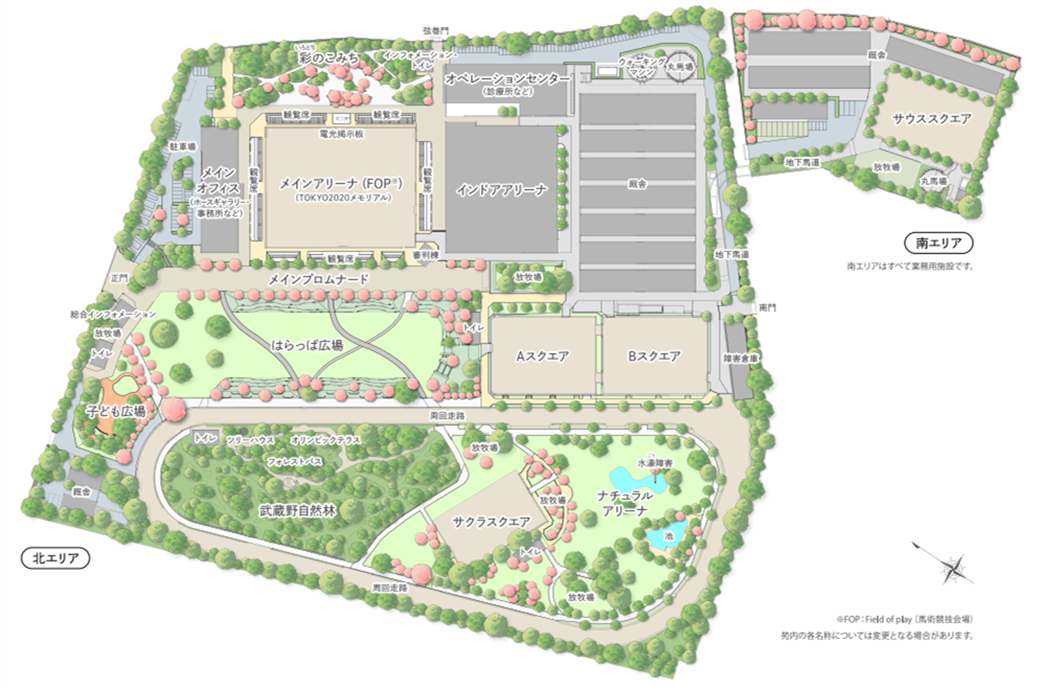 弦巻門
いろどり
彩のこみち
インフォメーション、
トイレ
オペレーションセンター
(診療所など)
ウォーキング
マシン
丸馬場
厩舎
サウススクエア
観覧席
観覧席
電光掲示板
駐車場
メイン
オフィス
(ホースギャラリー・
事務所など)
観覧席
メインアリーナ(FOP※)
(TOKYO2020メモリアル)
観覧席
インドアアリーナ
厩舎
地下馬道
放牧場
丸馬場
南エリア
南エリアはすべて業務用施設です。
観覧席
審判棟
地下馬道
正門
メインプロムナード
放牧場
南門
総合インフォメーション
放牧場
トイレ
はらっぱ広場
トイレ
Aスクエア
Bスクエア
障害倉庫
子ども広場
周回走路
トイレ
ツリーハウス
オリンピックテラス
フォレストパス
放牧場
ごう
水濠障害
厩舎
武蔵野自然林
サクラスクエア
放牧場
ナチュラル
アリーナ
池
トイレ
北エリア
周回走路
放牧場
※FOP:Field of play(馬術競技会場)
苑内の各名称については変更となる場合があります。